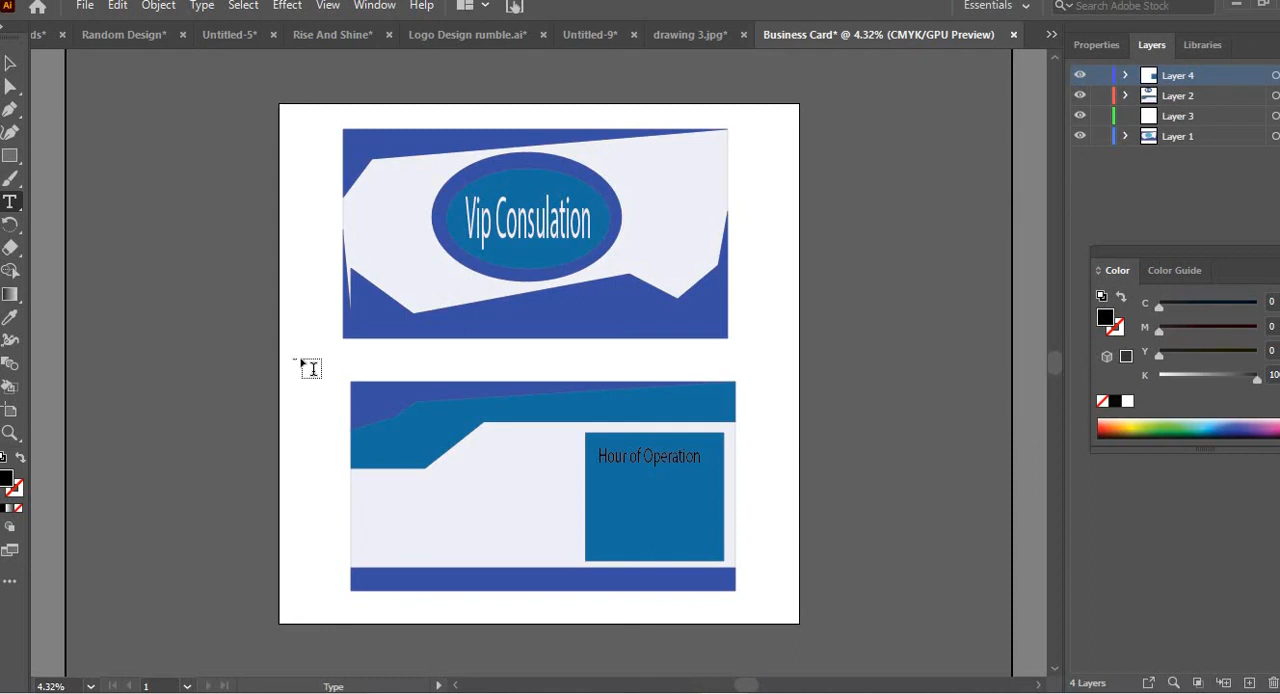 Ai File Edit Object Type Select Effect View Window Help Essentials Search Adobe Stock
ds* × Random Design* × Untitled-5* × Rise And Shine* × Logo Design rumble.ai* × Untitled-9* × drawing 3.jpg* × Business Card* @ 4.32% (CMYK/GPU Preview) ×
Properties Layers Libraries
Layer 4
Layer 2
Layer 3
Layer 1
Vip Consulation
Color Color Guide
C 0
M 0
Y 0
K 10
Hour of Operation
4.32% 1 Type
4 Layers